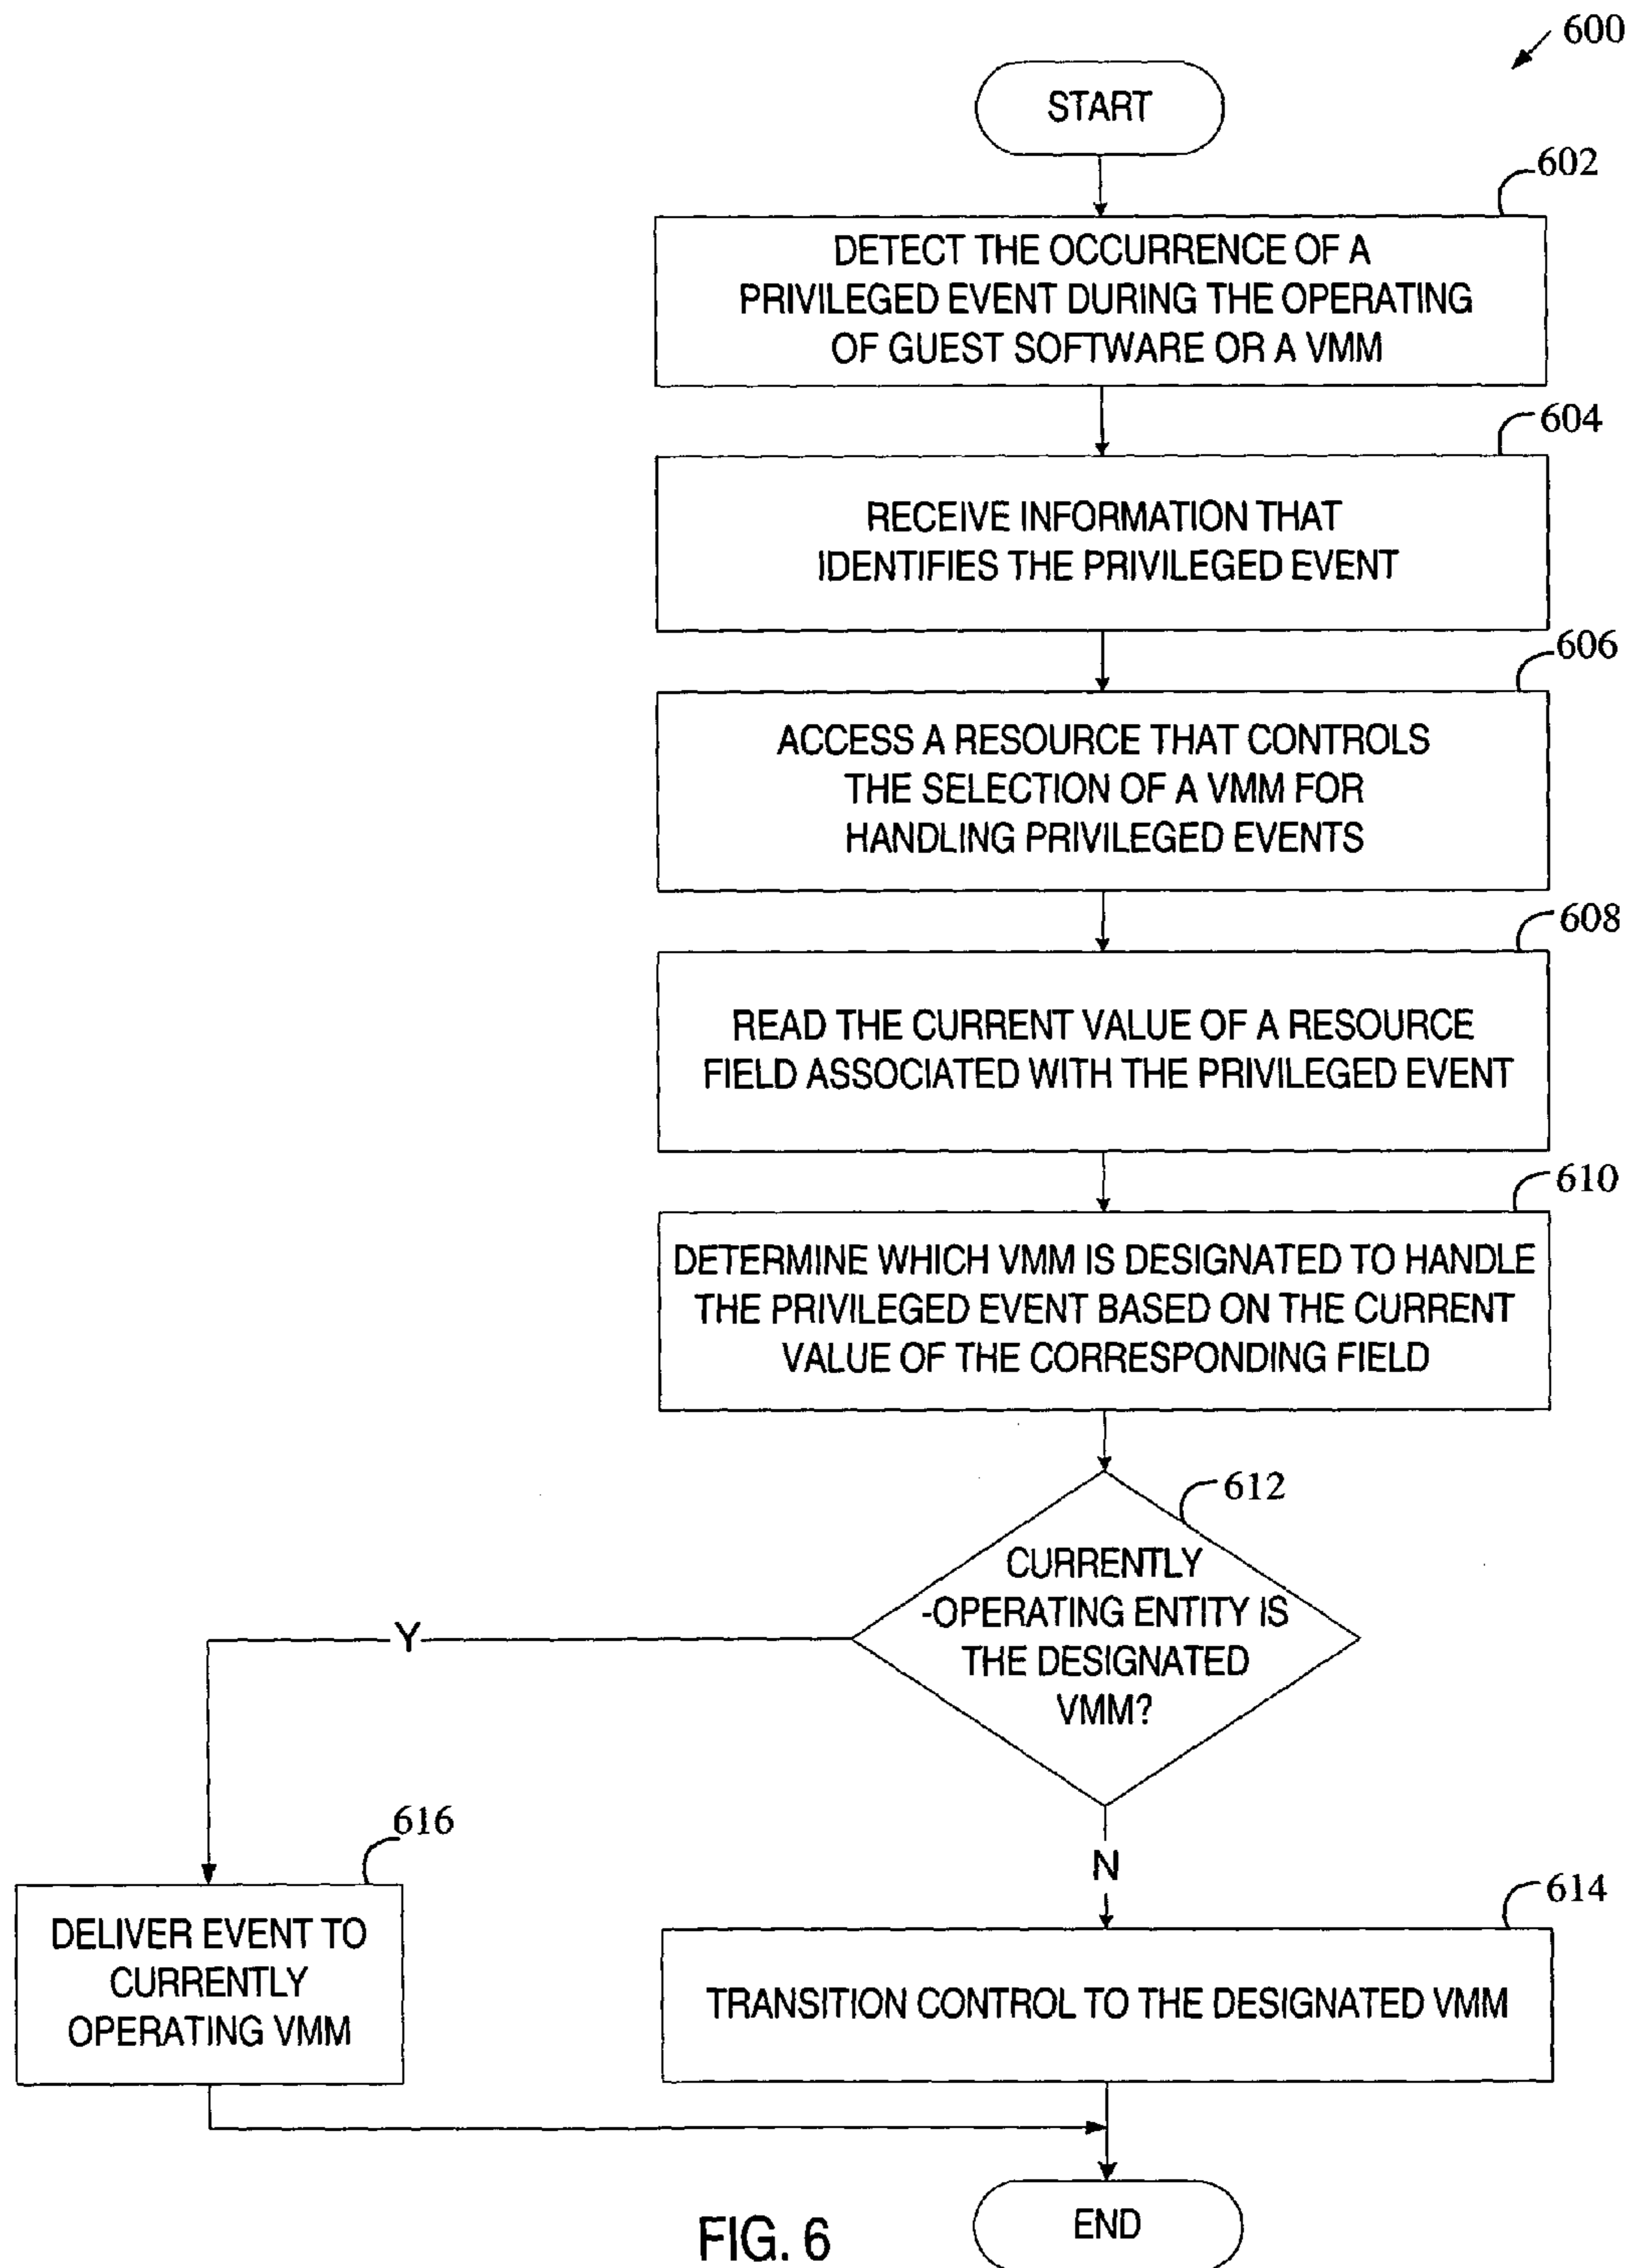 600
START
602
DETECT THE OCCURRENCE OF A
PRIVILEGED EVENT DURING THE OPERATING
OF GUEST SOFTWARE OR A VMM
604
RECEIVE INFORMATION THAT
IDENTIFIES THE PRIVILEGED EVENT
606
ACCESS A RESOURCE THAT CONTROLS
THE SELECTION OF A VMM FOR
HANDLING PRIVILEGED EVENTS
608
READ THE CURRENT VALUE OF A RESOURCE
FIELD ASSOCIATED WITH THE PRIVILEGED EVENT
610
DETERMINE WHICH VMM IS DESIGNATED TO HANDLE
THE PRIVILEGED EVENT BASED ON THE CURRENT
VALUE OF THE CORRESPONDING FIELD
612
CURRENTLY
-OPERATING ENTITY IS
THE DESIGNATED
VMM?
Y
N
616
DELIVER EVENT TO
CURRENTLY
OPERATING VMM
614
TRANSITION CONTROL TO THE DESIGNATED VMM
END
FIG. 6